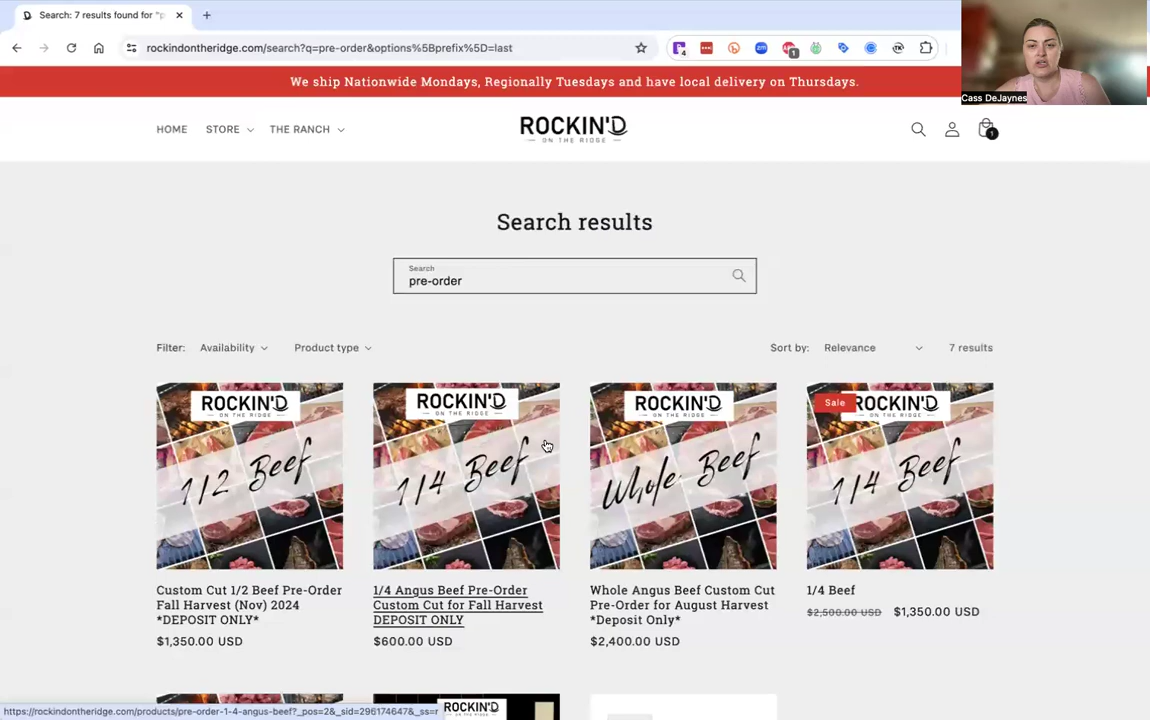 Search: 7 results found for "p
rockindontheridge.com/search?q=pre-order&options%5Bprefix%5D=last
4
1
We ship Nationwide Mondays, Regionally Tuesdays and have local delivery on Thursdays.
Cass DeJaynes
HOME STORE THE RANCH
ROCKIN'D
ON THE RIDGE
1
Search results
Search
pre-order
Filter: Availability Product type
Sort by: Relevance 7 results
ROCKIN'D
ON THE RIDGE
1/2 Beef
ROCKIN'D
ON THE RIDGE
1/4 Beef
ROCKIN'D
ON THE RIDGE
Whole Beef
Sale
ROCKIN'D
ON THE RIDGE
1/4 Beef
Custom Cut 1/2 Beef Pre-Order
Fall Harvest (Nov) 2024
*DEPOSIT ONLY*
$1,350.00 USD
1/4 Angus Beef Pre-Order
Custom Cut for Fall Harvest
DEPOSIT ONLY
$600.00 USD
Whole Angus Beef Custom Cut
Pre-Order for August Harvest
*Deposit Only*
$2,400.00 USD
1/4 Beef
$2,500.00 USD $1,350.00 USD
ROCKIN'D
ON THE RIDGE
https://rockindontheridge.com/products/pre-order-1-4-angus-beef?_pos=2&_sid=296174647&_ss=r